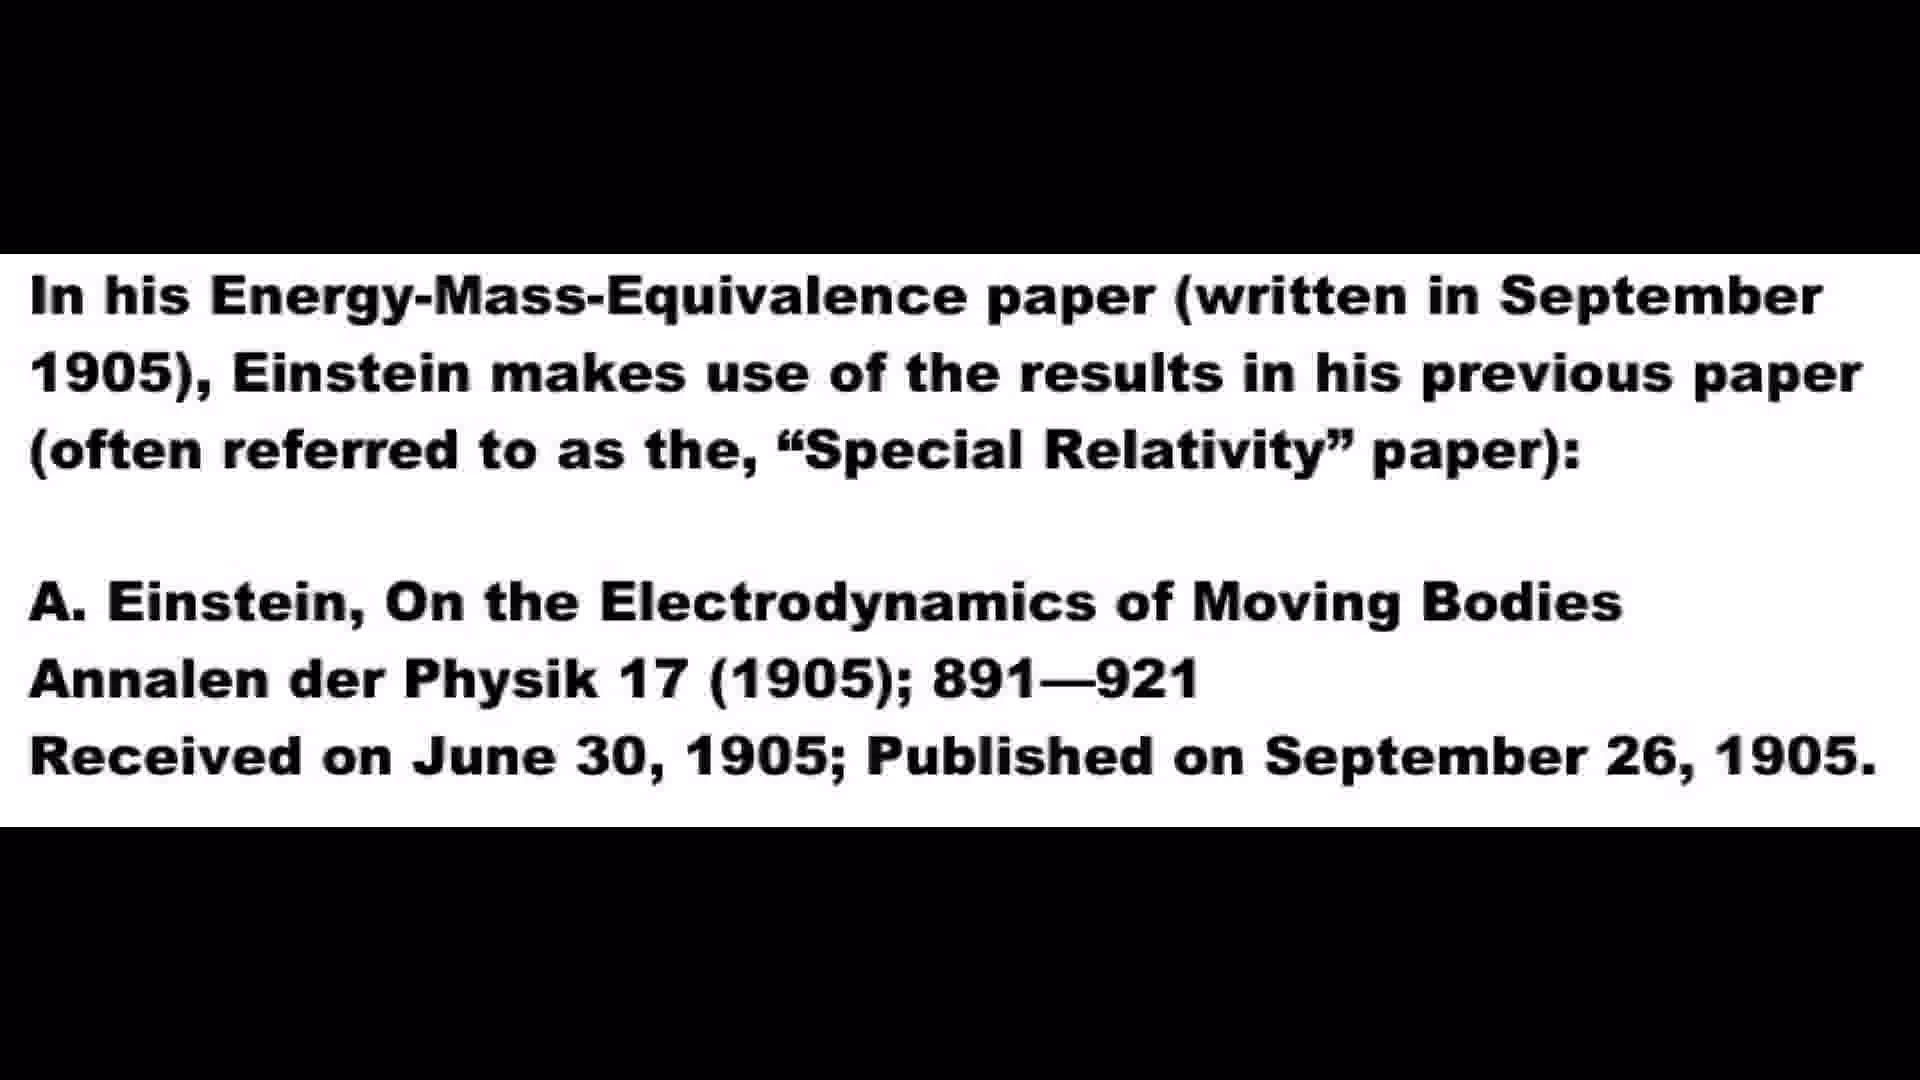 In his Energy-Mass-Equivalence paper (written in September
1905), Einstein makes use of the results in his previous paper
(often referred to as the, “Special Relativity” paper):
A. Einstein, On the Electrodynamics of Moving Bodies
Annalen der Physik 17 (1905); 891—921
Received on June 30, 1905; Published on September 26, 1905.